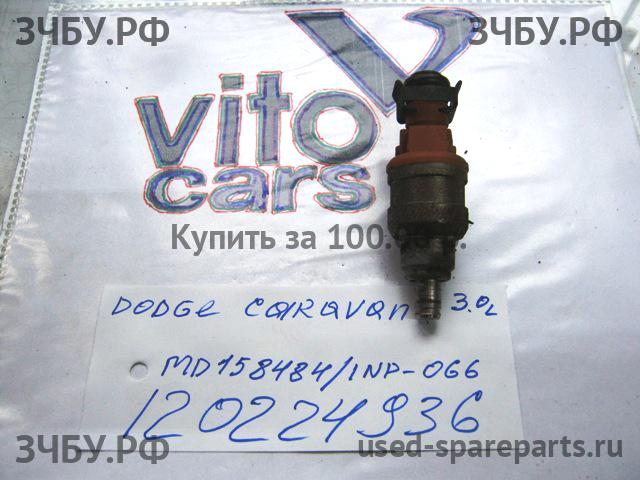 ЗЧБУ.РФ ЗЧБУ.РФ
vito
cars
Купить за 100.00 г.
DODGE CARAVAN 3.0L
MD158484/INP-066
120224936
ЗЧБУ.РФ used-spareparts.ru